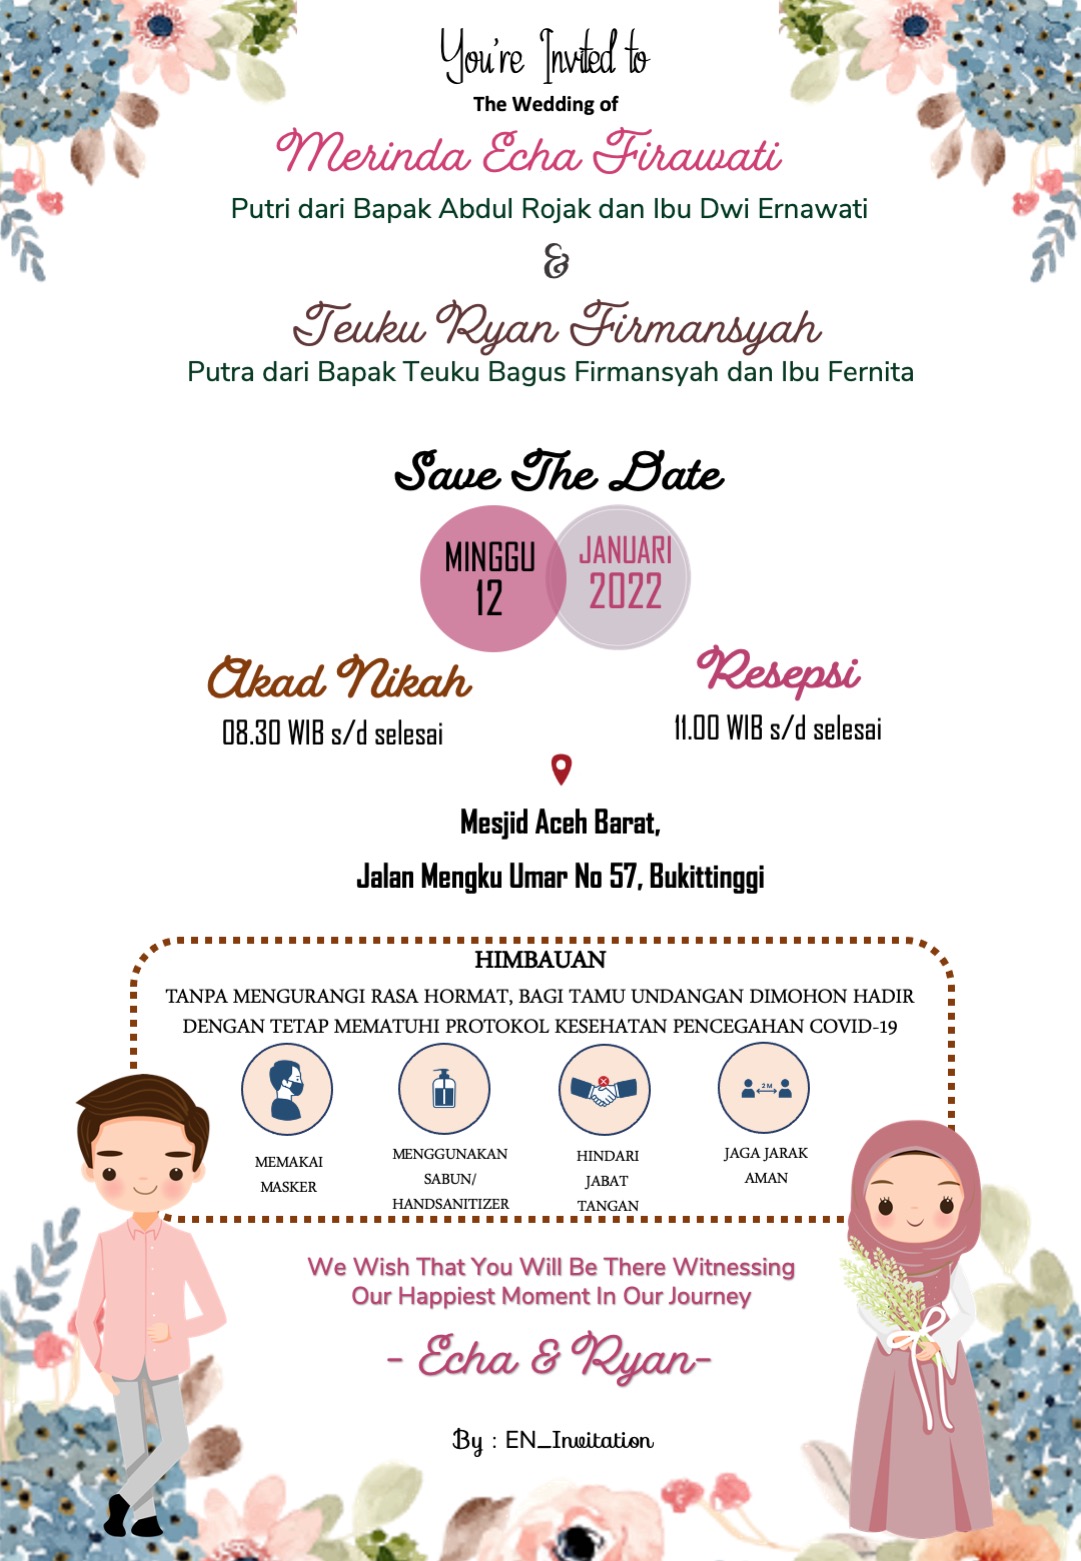 You're Invited to
The Wedding of
Merinda Echa Firawati
Putri dari Bapak Abdul Rojak dan Ibu Dwi Ernawati
&
Teuku Ryan Firmansyah
Putra dari Bapak Teuku Bagus Firmansyah dan Ibu Fernita
Save The Date
MINGGU
12
JANUARI
2022
Akad Nikah
08.30 WIB s/d selesai
Resepsi
11.00 WIB s/d selesai
Mesjid Aceh Barat,
Jalan Mengku Umar No 57, Bukittinggi
HIMBAUAN
TANPA MENGURANGI RASA HORMAT, BAGI TAMU UNDANGAN DIMOHON HADIR
DENGAN TETAP MEMATUHI PROTOKOL KESEHATAN PENCEGAHAN COVID-19
2 M
MEMAKAI
MASKER
MENGGUNAKAN
SABUN/
HANDSANITIZER
HINDARI
JABAT
TANGAN
JAGA JARAK
AMAN
We Wish That You Will Be There Witnessing
Our Happiest Moment In Our Journey
- Echa & Ryan-
By : EN_Invitation